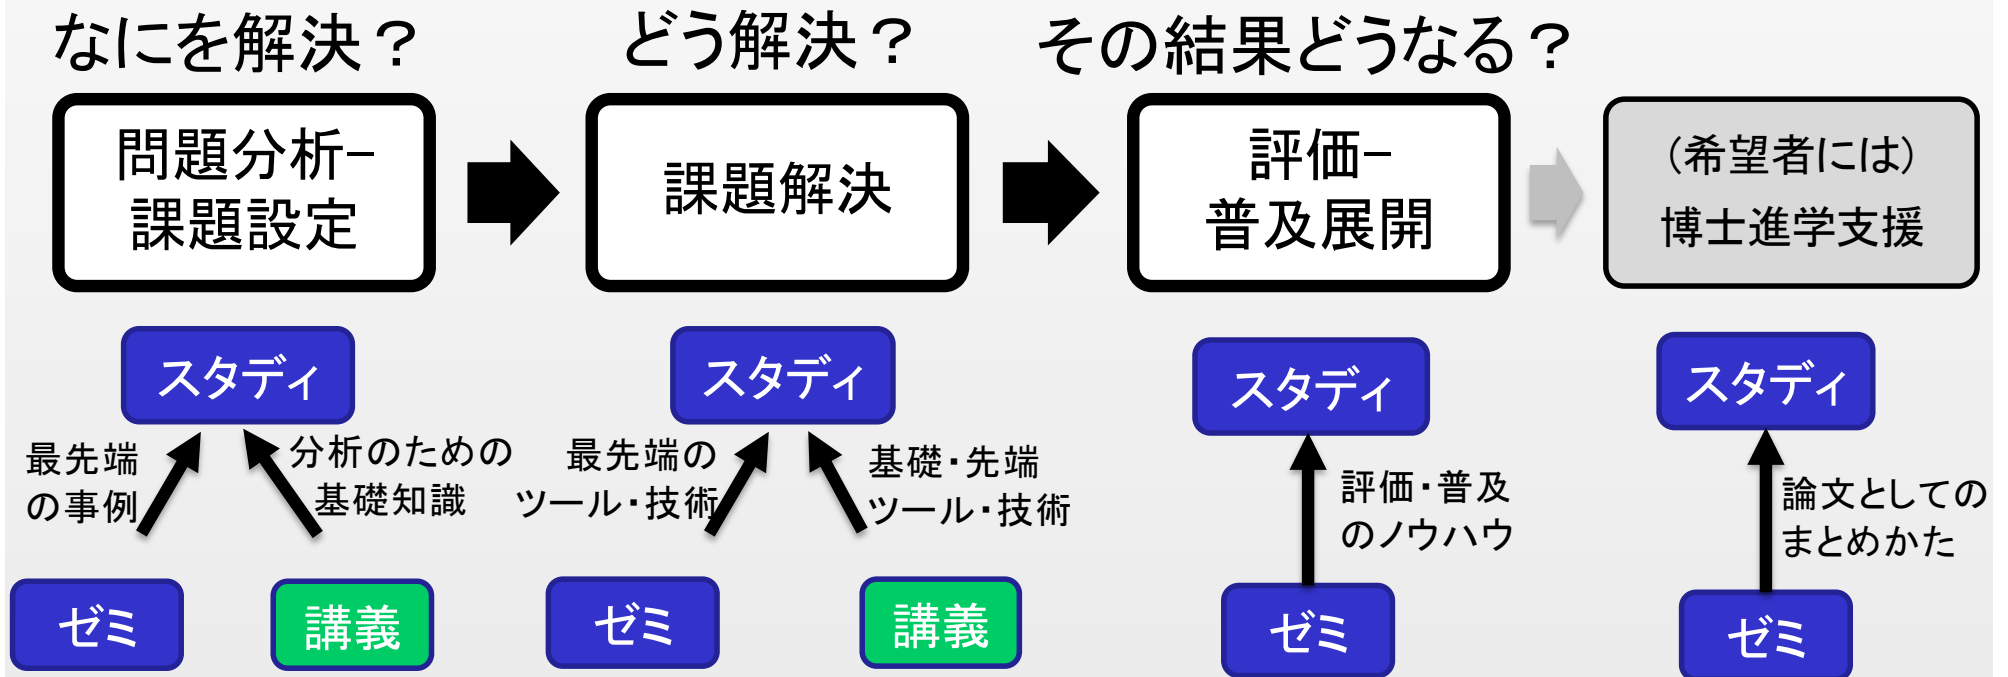 なにを解決？
どう解決？
その結果どうなる？
問題分析−
課題設定
課題解決
評価−
普及展開
（希望者には）
博士進学支援
スタディ
スタディ
スタディ
スタディ
最先端
の事例
分析のための
基礎知識
最先端の
ツール・技術
基礎・先端
ツール・技術
評価・普及
のノウハウ
論文としての
まとめかた
ゼミ
講義
ゼミ
講義
ゼミ
ゼミ